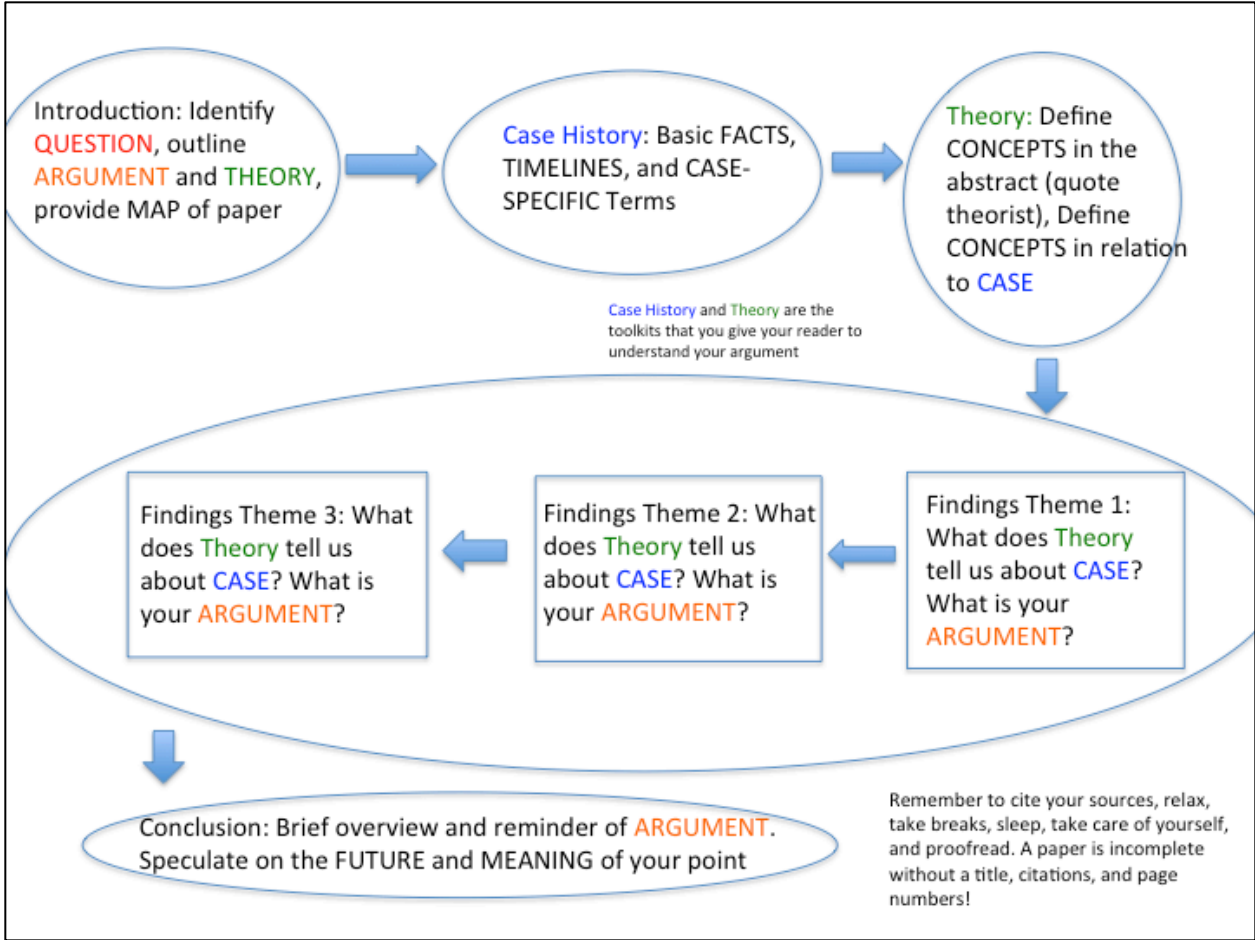 Introduction: Identify
QUESTION, outline
ARGUMENT and THEORY,
provide MAP of paper
Case History: Basic FACTS,
TIMELINES, and CASE-
SPECIFIC Terms
Theory: Define
CONCEPTS in the
abstract (quote
theorist), Define
CONCEPTS in relation
to CASE
Case History and Theory are the
toolkits that you give your reader to
understand your argument
Findings Theme 1:
What does Theory
tell us about CASE?
What is your
ARGUMENT?
Findings Theme 2: What
does Theory tell us
about CASE? What is
your ARGUMENT?
Findings Theme 3: What
does Theory tell us
about CASE? What is
your ARGUMENT?
Conclusion: Brief overview and reminder of ARGUMENT.
Speculate on the FUTURE and MEANING of your point
Remember to cite your sources, relax,
take breaks, sleep, take care of yourself,
and proofread. A paper is incomplete
without a title, citations, and page
numbers!